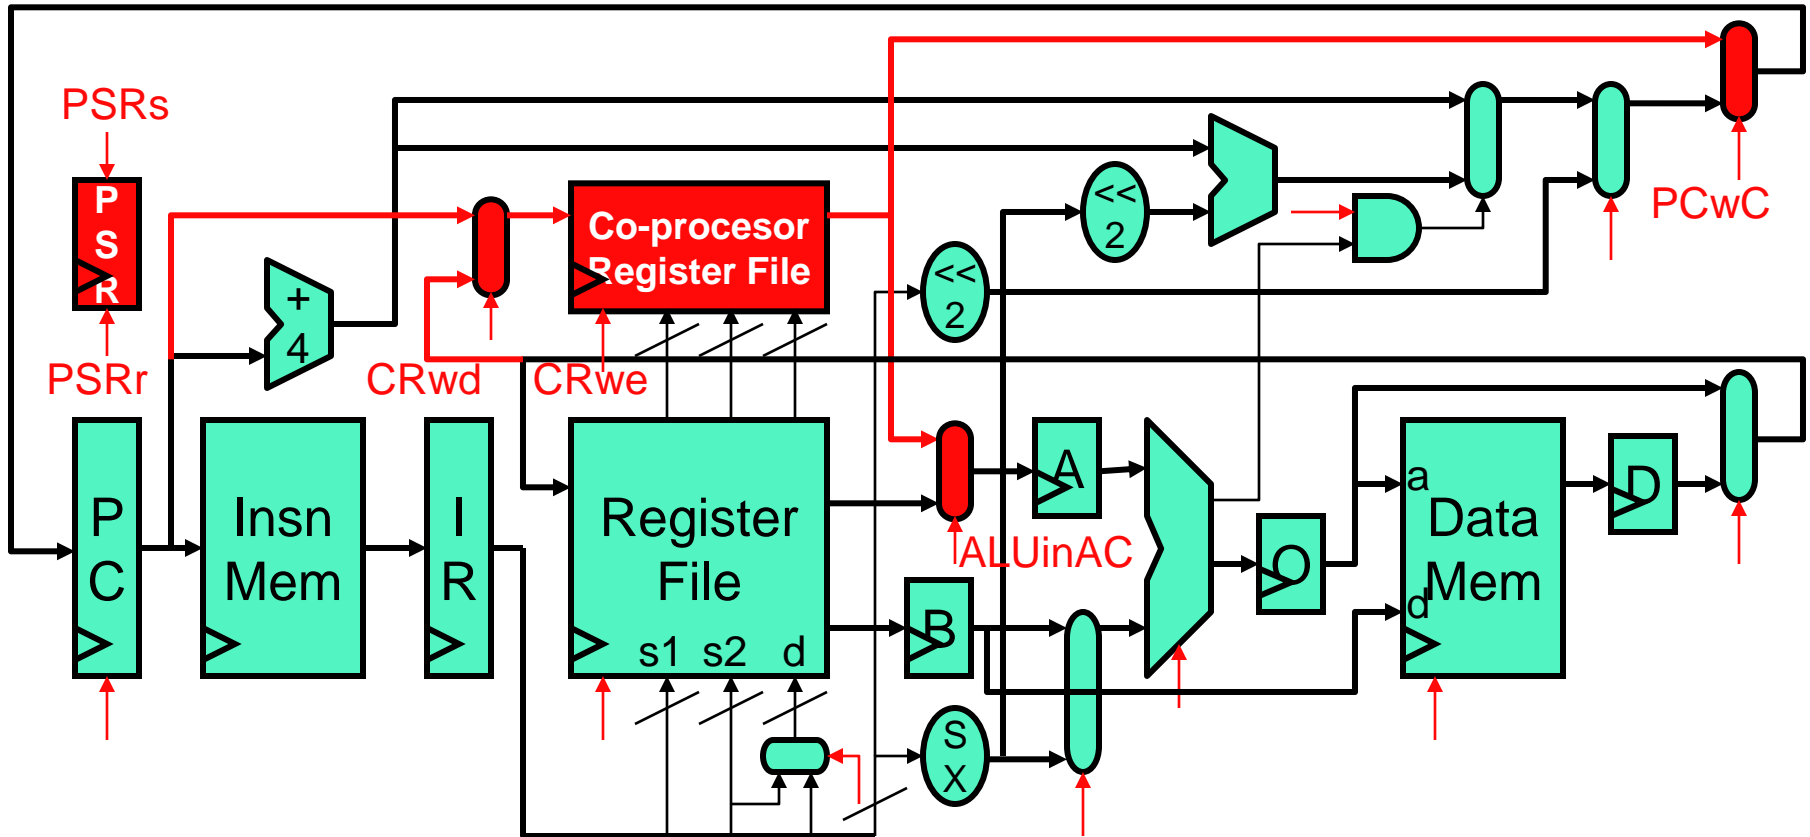 PSRs
P
S
R
PSRr
+
4
CRwd
Co-procesor
Register File
CRwe
<<
2
<<
2
PCwC
P
C
Insn
Mem
I
R
Register
File
s1 s2 d
ALUinAC
A
B
S
X
O
a
Data
Mem
d
D